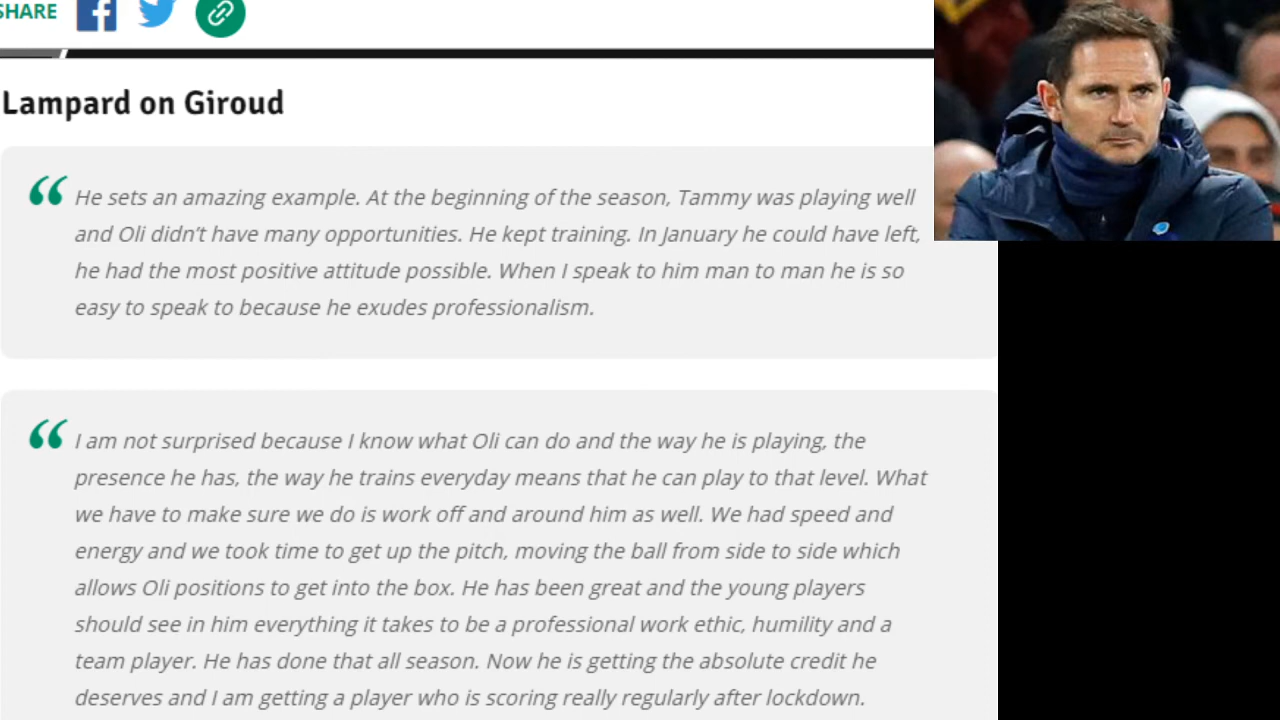 SHARE
Lampard on Giroud
“ He sets an amazing example. At the beginning of the season, Tammy was playing well
and Oli didn’t have many opportunities. He kept training. In January he could have left,
he had the most positive attitude possible. When I speak to him man to man he is so
easy to speak to because he exudes professionalism.
“ I am not surprised because I know what Oli can do and the way he is playing, the
presence he has, the way he trains everyday means that he can play to that level. What
we have to make sure we do is work off and around him as well. We had speed and
energy and we took time to get up the pitch, moving the ball from side to side which
allows Oli positions to get into the box. He has been great and the young players
should see in him everything it takes to be a professional work ethic, humility and a
team player. He has done that all season. Now he is getting the absolute credit he
deserves and I am getting a player who is scoring really regularly after lockdown.